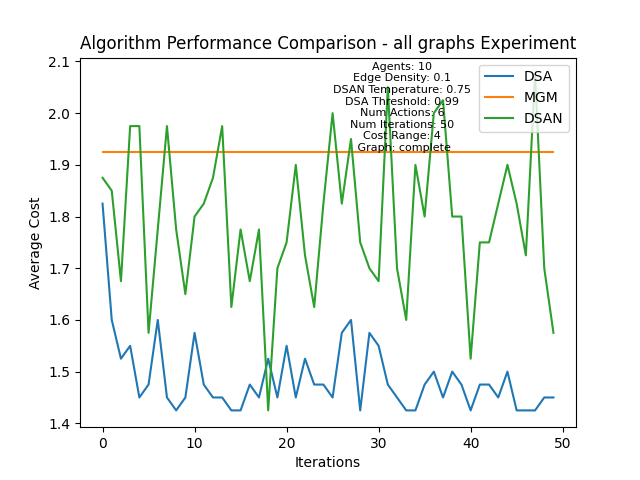 Algorithm Performance Comparison - all graphs Experiment
Agents: 10
Edge Density: 0.1
DSAN Temperature: 0.75
DSA Threshold: 0.99
Num Actions: 6
Num Iterations: 50
Cost Range: 4
Graph: complete
DSA
MGM
DSAN
Average Cost
2.1
2.0
1.9
1.8
1.7
1.6
1.5
1.4
0
10
20
30
40
50
Iterations